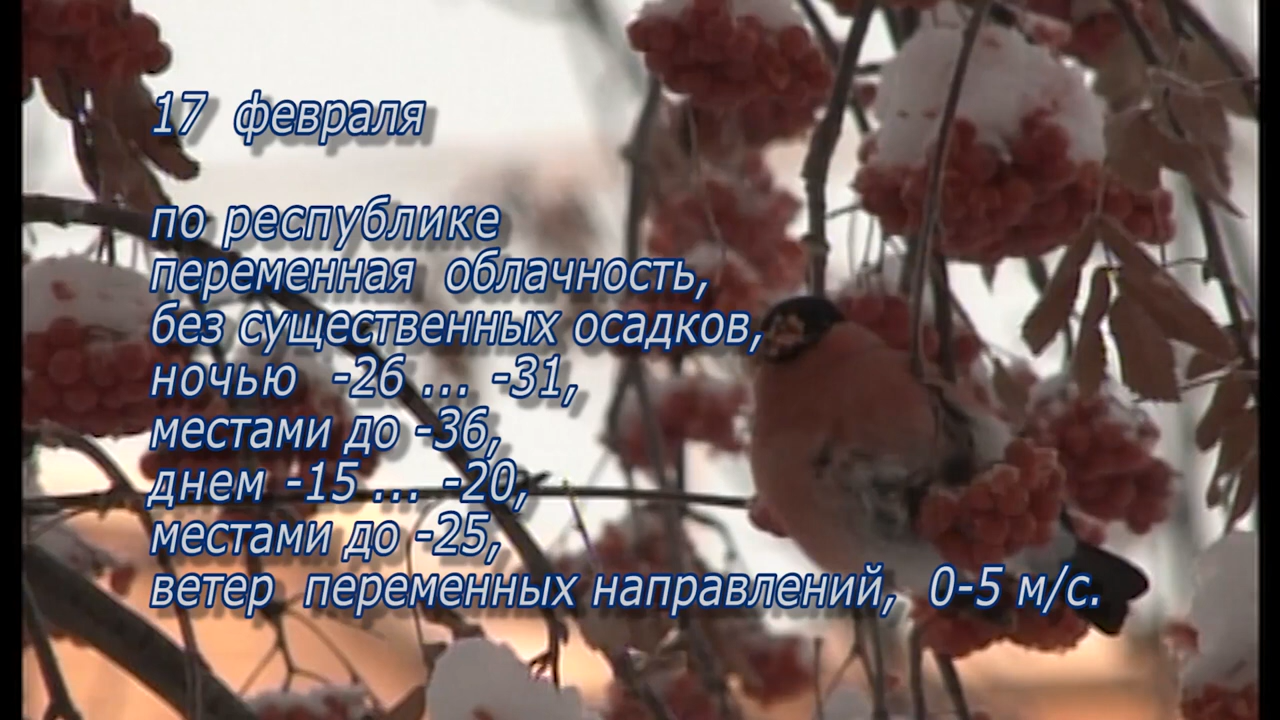 17 февраля
по республике
переменная облачность,
без существенных осадков,
ночью -26 ... -31,
местами до -36,
днем -15 ... -20,
местами до -25,
ветер переменных направлений, 0-5 м/с.